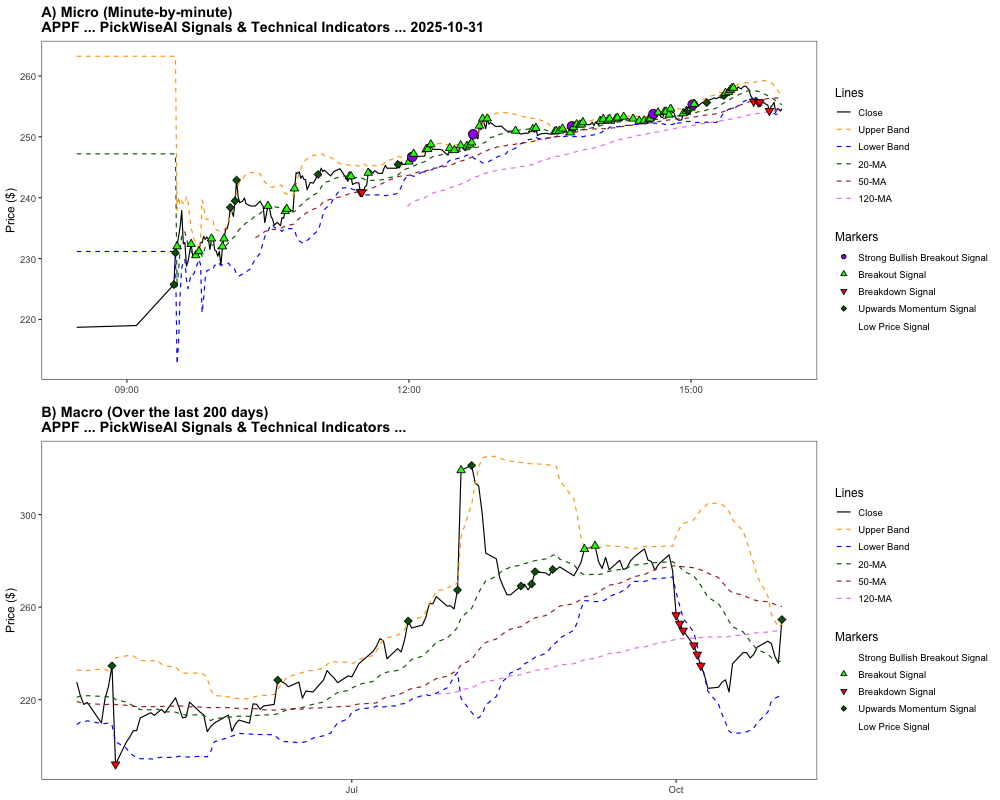 A) Micro (Minute-by-minute)
APPF ... PickWiseAI Signals & Technical Indicators ... 2025-10-31
Price ($)
260
250
240
230
220
09:00
12:00
15:00
Lines
Close
Upper Band
Lower Band
20-MA
50-MA
120-MA
Markers
Strong Bullish Breakout Signal
Breakout Signal
Breakdown Signal
Upwards Momentum Signal
Low Price Signal
B) Macro (Over the last 200 days)
APPF ... PickWiseAI Signals & Technical Indicators ...
Price ($)
300
260
220
Jul
Oct
Lines
Close
Upper Band
Lower Band
20-MA
50-MA
120-MA
Markers
Strong Bullish Breakout Signal
Breakout Signal
Breakdown Signal
Upwards Momentum Signal
Low Price Signal